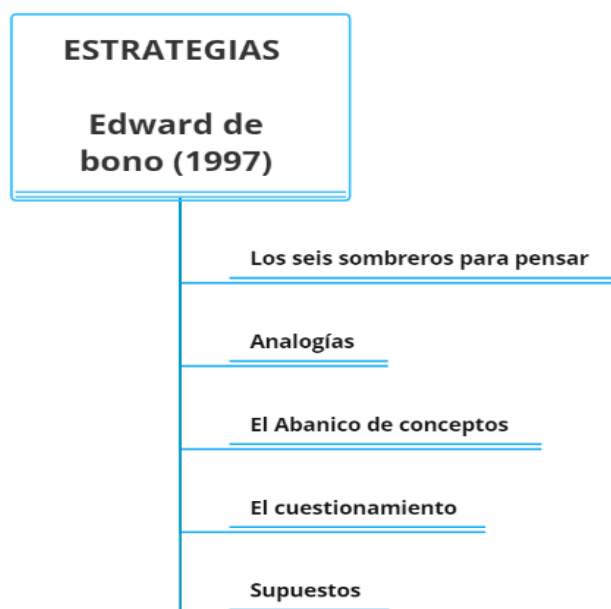 ESTRATEGIAS
Edward de
bono (1997)
Los seis sombreros para pensar
Analogías
El Abanico de conceptos
El cuestionamiento
Supuestos